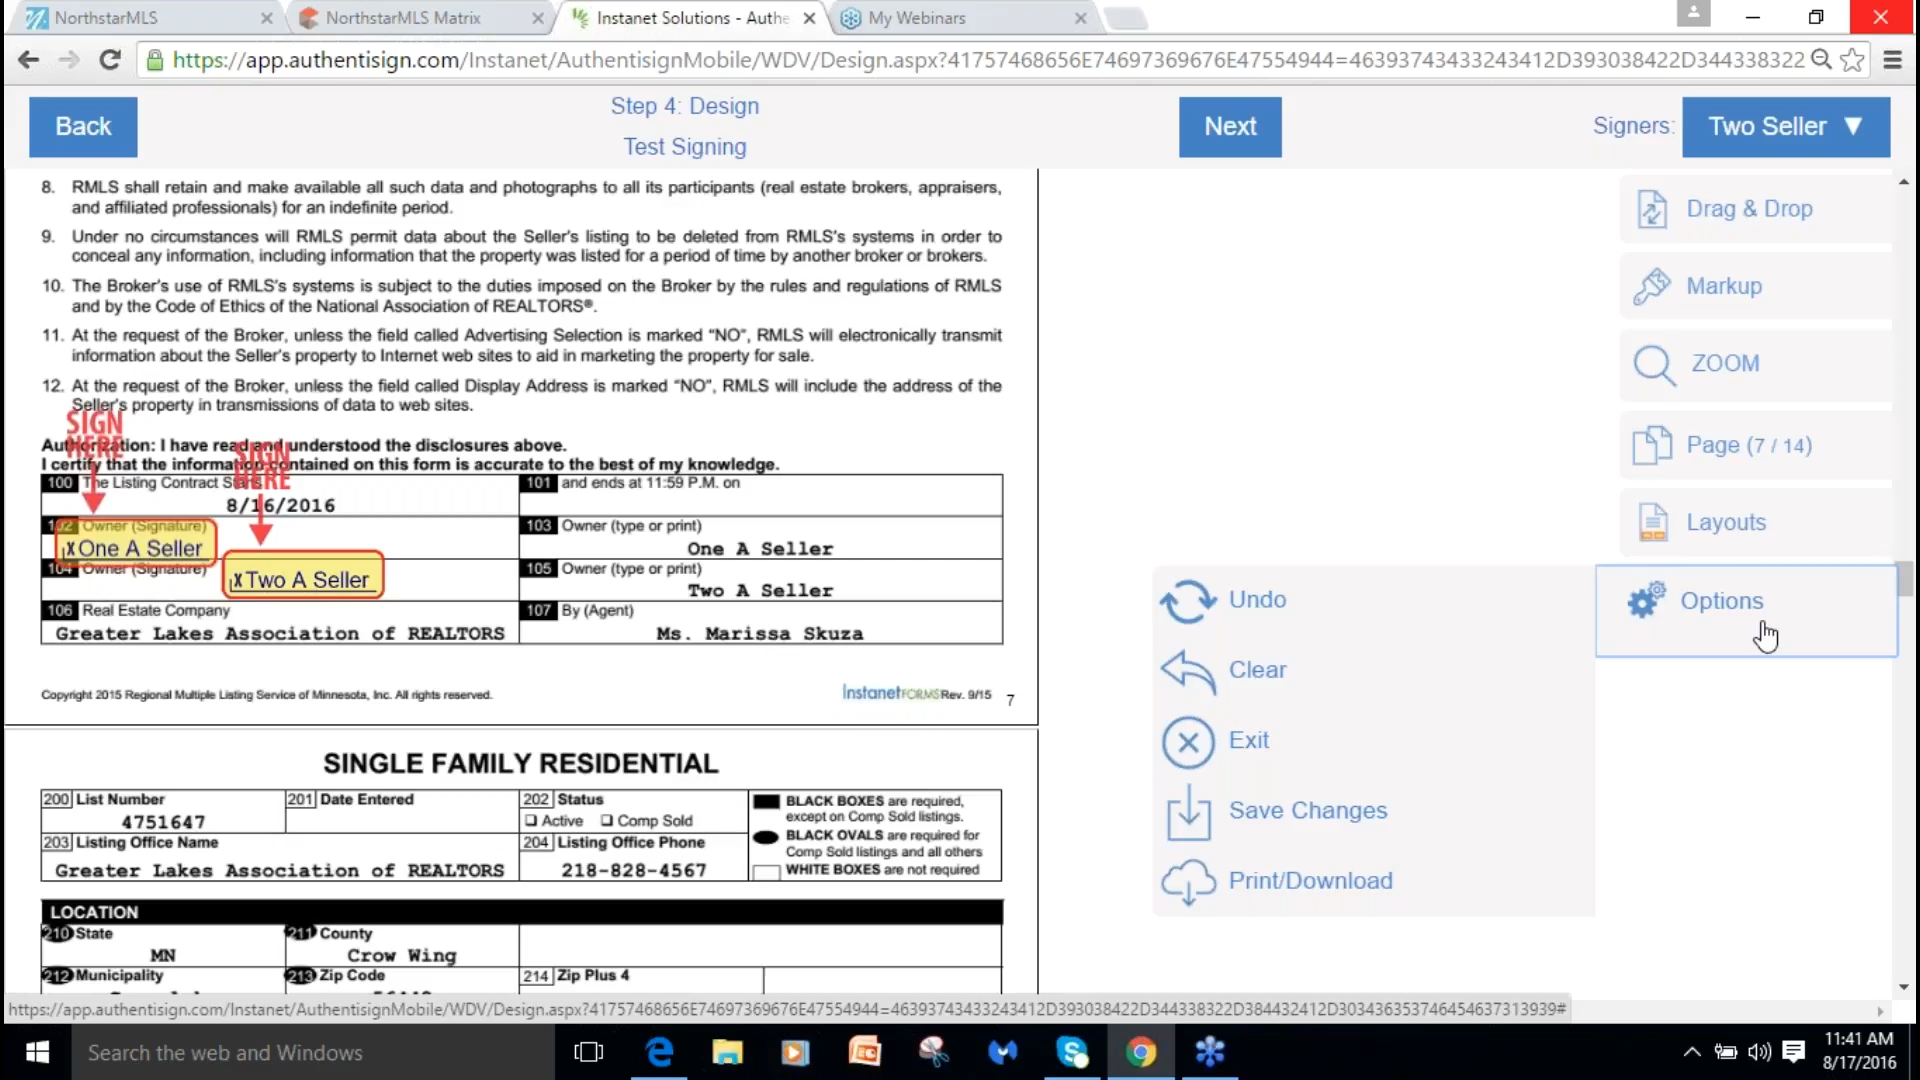 NorthstarMLS
NorthstarMLS Matrix
Instanet Solutions - Authe
My Webinars
https://app.authentisign.com/Instanet/AuthentisignMobile/WDV/Design.aspx?41757468656E74697369676E47554944=46393743433243412D393038422D344338322
Back
Step 4: Design
Test Signing
Next
Signers:
Two Seller ▼
8. RMLS shall retain and make available all such data and photographs to all its participants (real estate brokers, appraisers,
and affiliated professionals) for an indefinite period.
9. Under no circumstances will RMLS permit data about the Seller's listing to be deleted from RMLS's systems in order to
conceal any information, including information that the property was listed for a period of time by another broker or brokers.
10. The Broker's use of RMLS's systems is subject to the duties imposed on the Broker by the rules and regulations of RMLS
and by the Code of Ethics of the National Association of REALTORS®.
11. At the request of the Broker, unless the field called Advertising Selection is marked “NO”, RMLS will electronically transmit
information about the Seller's property to Internet web sites to aid in marketing the property for sale.
12. At the request of the Broker, unless the field called Display Address is marked “NO”, RMLS will include the address of the
Seller's property in transmissions of data to web sites.
SIGN
HERE
SIGN
HERE
Authorization: I have read and understood the disclosures above.
I certify that the information contained on this form is accurate to the best of my knowledge.
100 The Listing Contract Starts
8/16/2016
101 and ends at 11:59 P.M. on
102 Owner (Signature)
X One A Seller
103 Owner (type or print)
One A Seller
104 Owner (Signature)
X Two A Seller
105 Owner (type or print)
Two A Seller
106 Real Estate Company
Greater Lakes Association of REALTORS
107 By (Agent)
Ms. Marissa Skuza
Copyright 2015 Regional Multiple Listing Service of Minnesota, Inc. All rights reserved.
InstanetFORMS Rev. 9/15 7
SINGLE FAMILY RESIDENTIAL
200 List Number
4751647
201 Date Entered
202 Status
Active Comp Sold
203 Listing Office Name
Greater Lakes Association of REALTORS
204 Listing Office Phone
218-828-4567
BLACK BOXES are required,
except on Comp Sold listings.
BLACK OVALS are required for
Comp Sold listings and all others
WHITE BOXES are not required
LOCATION
210 State
MN
211 County
Crow Wing
212 Municipality
213 Zip Code
214 Zip Plus 4
Drag & Drop
Markup
ZOOM
Page (7 / 14)
Layouts
Options
Undo
Clear
Exit
Save Changes
Print/Download
https://app.authentisign.com/Instanet/AuthentisignMobile/WDV/Design.aspx?41757468656E74697369676E47554944=46393743433243412D393038422D344338322D384432412D303436353746454637313939#
Search the web and Windows
11:41 AM
8/17/2016